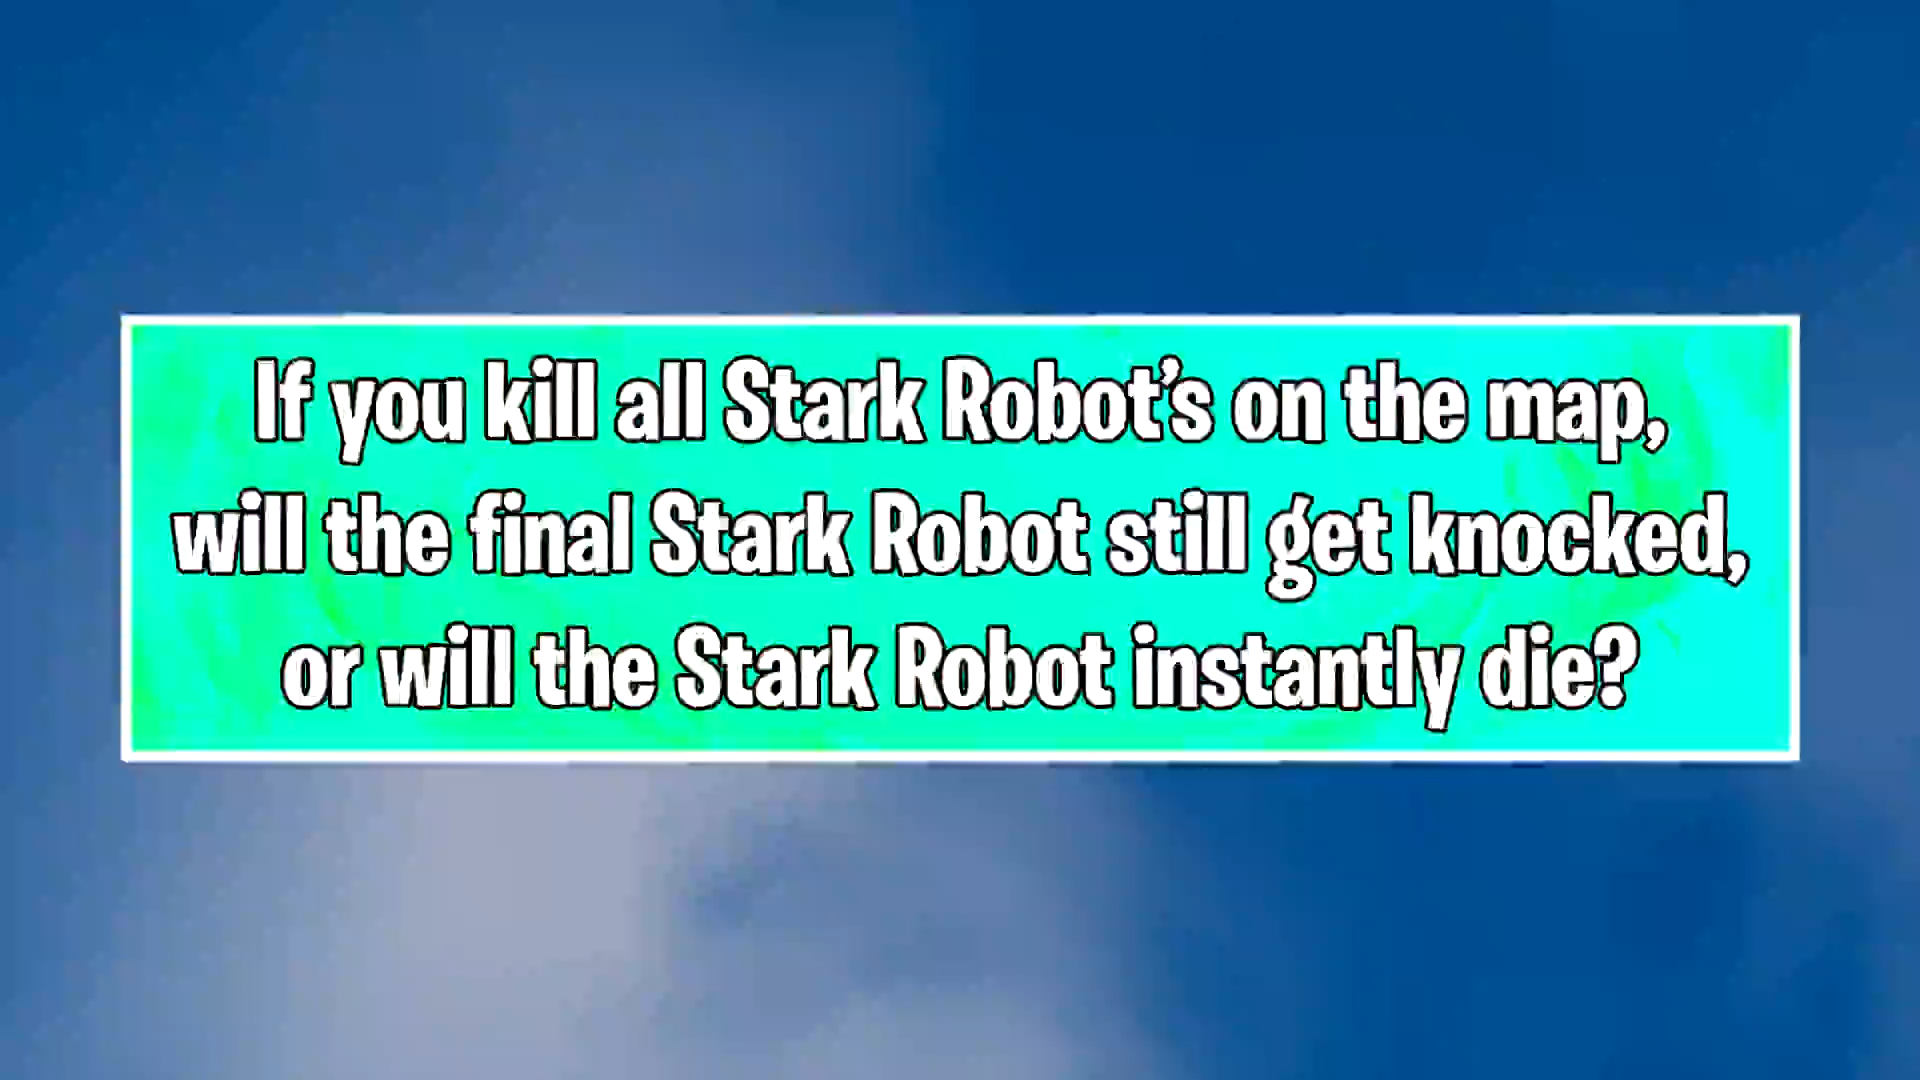 If you kill all Stark Robot’s on the map,
will the final Stark Robot still get knocked,
or will the Stark Robot instantly die?